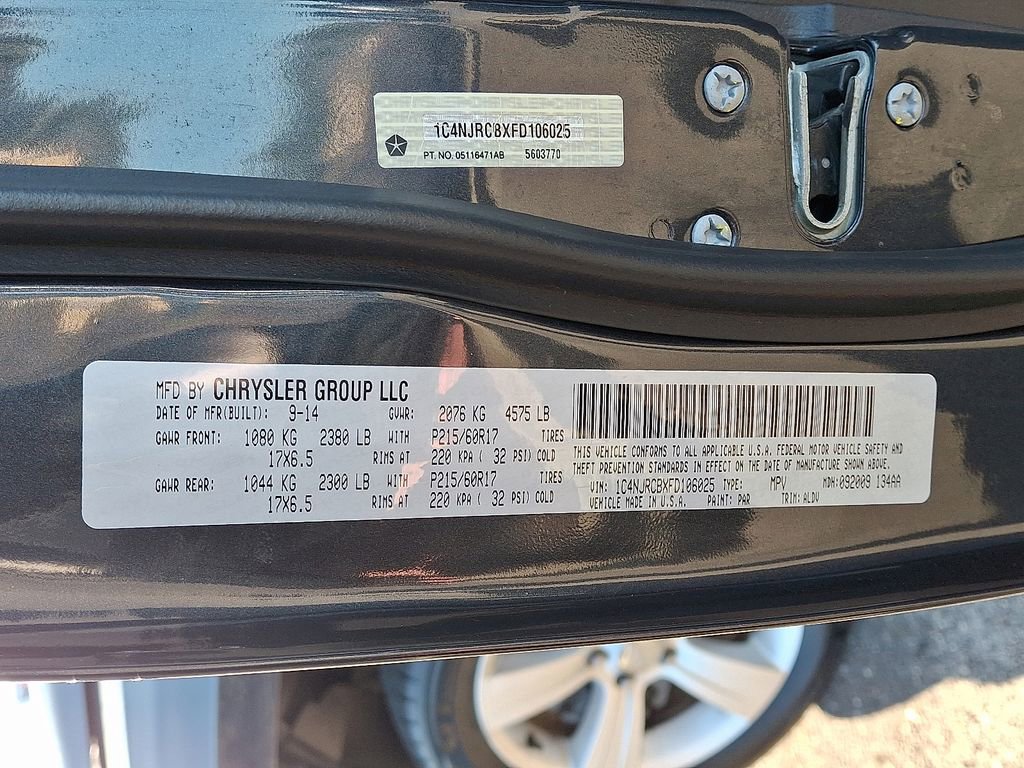 1C4NJRCBXFD106025
PT. NO. 05116471AB 5603770
MFD BY CHRYSLER GROUP LLC
DATE OF MFR(BUILT): 9-14 GVWR: 2076 KG 4575 LB
GAWR FRONT: 1080 KG 2380 LB WITH P215/60R17 TIRES
17X6.5 RIMS AT 220 KPA ( 32 PSI) COLD
GAWR REAR: 1044 KG 2300 LB WITH P215/60R17 TIRES
17X6.5 RIMS AT 220 KPA ( 32 PSI) COLD
THIS VEHICLE CONFORMS TO ALL APPLICABLE U.S.A. FEDERAL MOTOR VEHICLE SAFETY AND
THEFT PREVENTION STANDARDS IN EFFECT ON THE DATE OF MANUFACTURE SHOWN ABOVE.
VIN: 1C4NJRCBXFD106025 TYPE: MPV MDH: 092009 134AA
VEHICLE MADE IN U.S.A. PAINT: PAR TRIM: ALDV